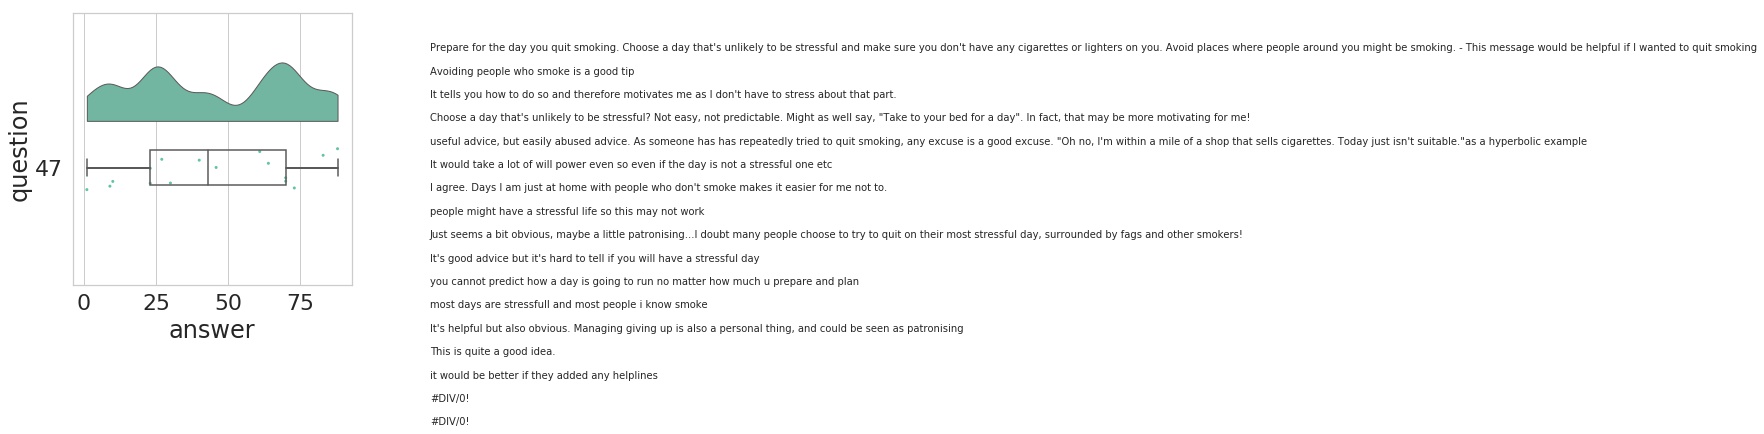 Prepare for the day you quit smoking. Choose a day that's unlikely to be stressful and make sure you don't have any cigarettes or lighters on you. Avoid places where people around you might be smoking. - This message would be helpful if I wanted to quit smoking
Avoiding people who smoke is a good tip
It tells you how to do so and therefore motivates me as I don't have to stress about that part.
Choose a day that's unlikely to be stressful? Not easy, not predictable. Might as well say, "Take to your bed for a day". In fact, that may be more motivating for me!
useful advice, but easily abused advice. As someone has has repeatedly tried to quit smoking, any excuse is a good excuse. "Oh no, I'm within a mile of a shop that sells cigarettes. Today just isn't suitable."as a hyperbolic example
It would take a lot of will power even so even if the day is not a stressful one etc
I agree. Days I am just at home with people who don't smoke makes it easier for me not to.
people might have a stressful life so this may not work
Just seems a bit obvious, maybe a little patronising...I doubt many people choose to try to quit on their most stressful day, surrounded by fags and other smokers!
It's good advice but it's hard to tell if you will have a stressful day
you cannot predict how a day is going to run no matter how much u prepare and plan
most days are stressfull and most people i know smoke
It's helpful but also obvious. Managing giving up is also a personal thing, and could be seen as patronising
This is quite a good idea.
it would be better if they added any helplines
#DIV/0!
#DIV/0!
question
47
0 25 50 75
answer